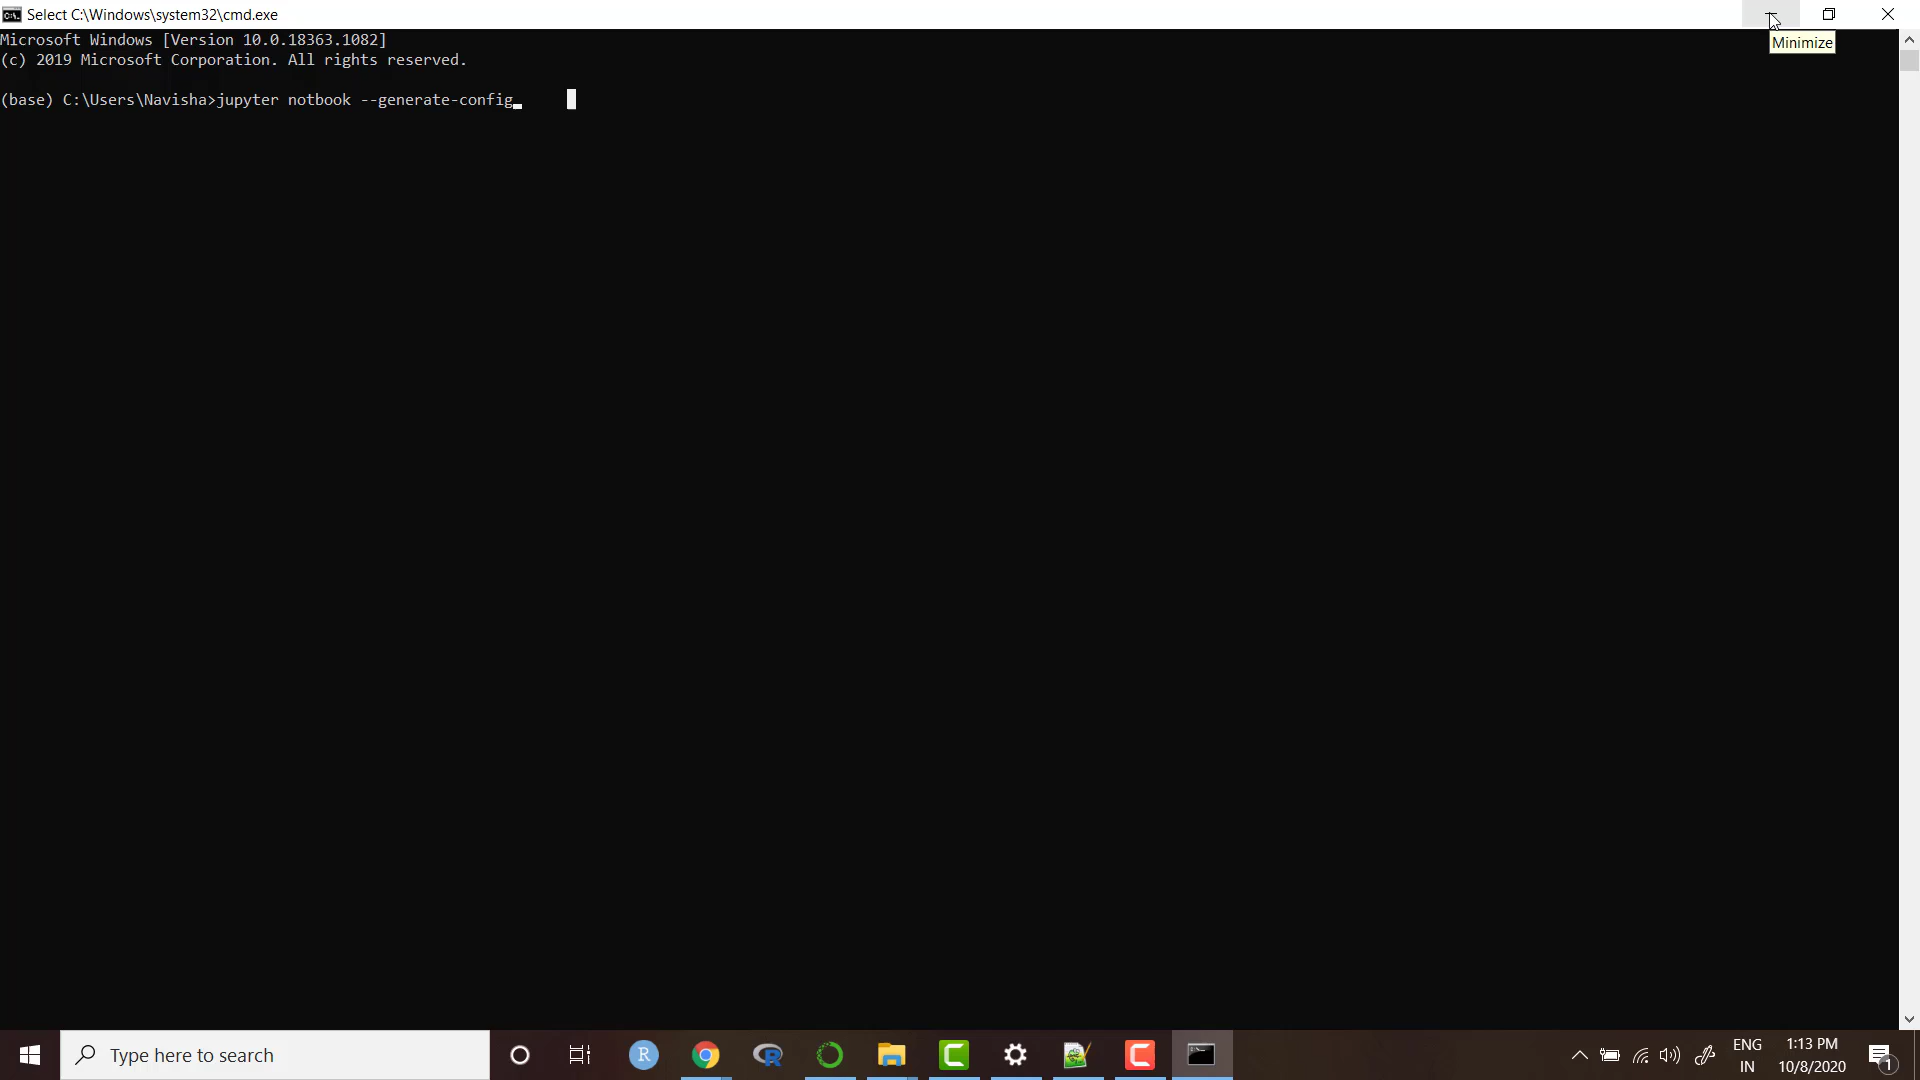 Select C:\Windows\system32\cmd.exe
Minimize
Microsoft Windows [Version 10.0.18363.1082]
(c) 2019 Microsoft Corporation. All rights reserved.
(base) C:\Users\Navisha>jupyter notbook --generate-config
Type here to search
R
R
C
C
ENG
IN
1:13 PM
10/8/2020
1